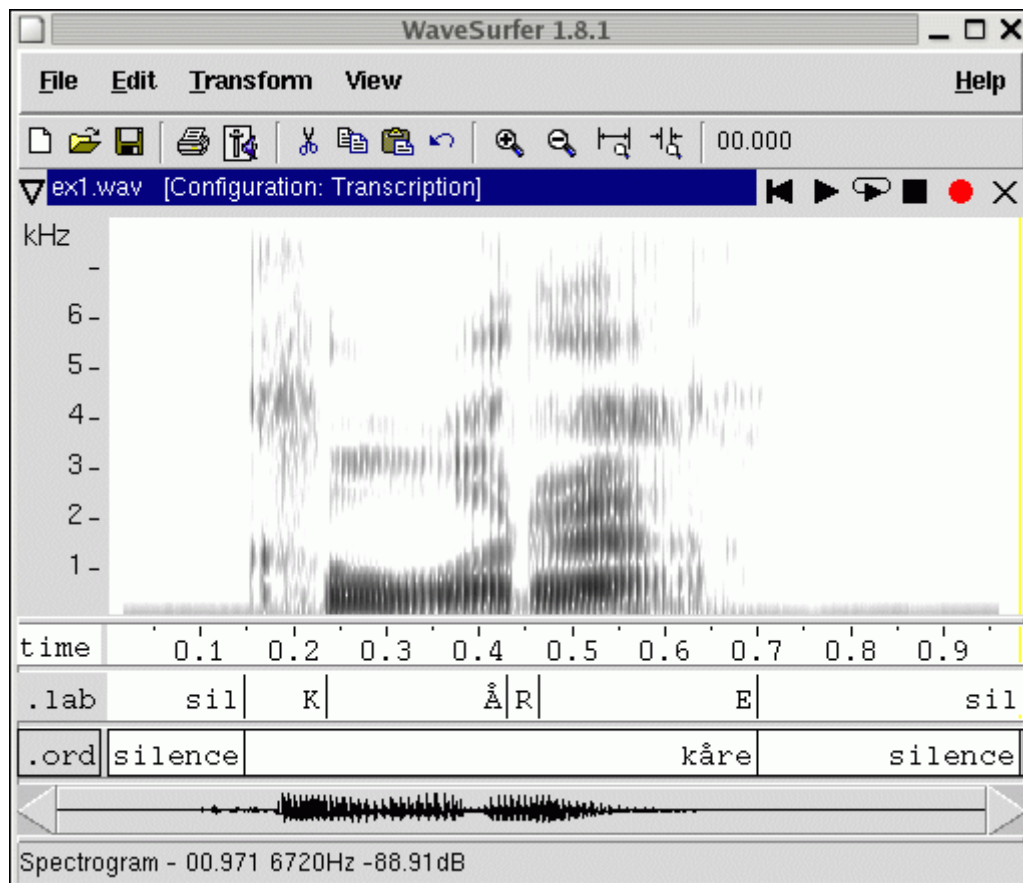 WaveSurfer 1.8.1
File Edit Transform View Help
00.000
ex1.wav [Configuration: Transcription]
kHz
6
5
4
3
2
1
time 0.1 0.2 0.3 0.4 0.5 0.6 0.7 0.8 0.9
.lab sil K Å R E sil
.ord silence kåre silence
Spectrogram - 00.971 6720Hz -88.91dB